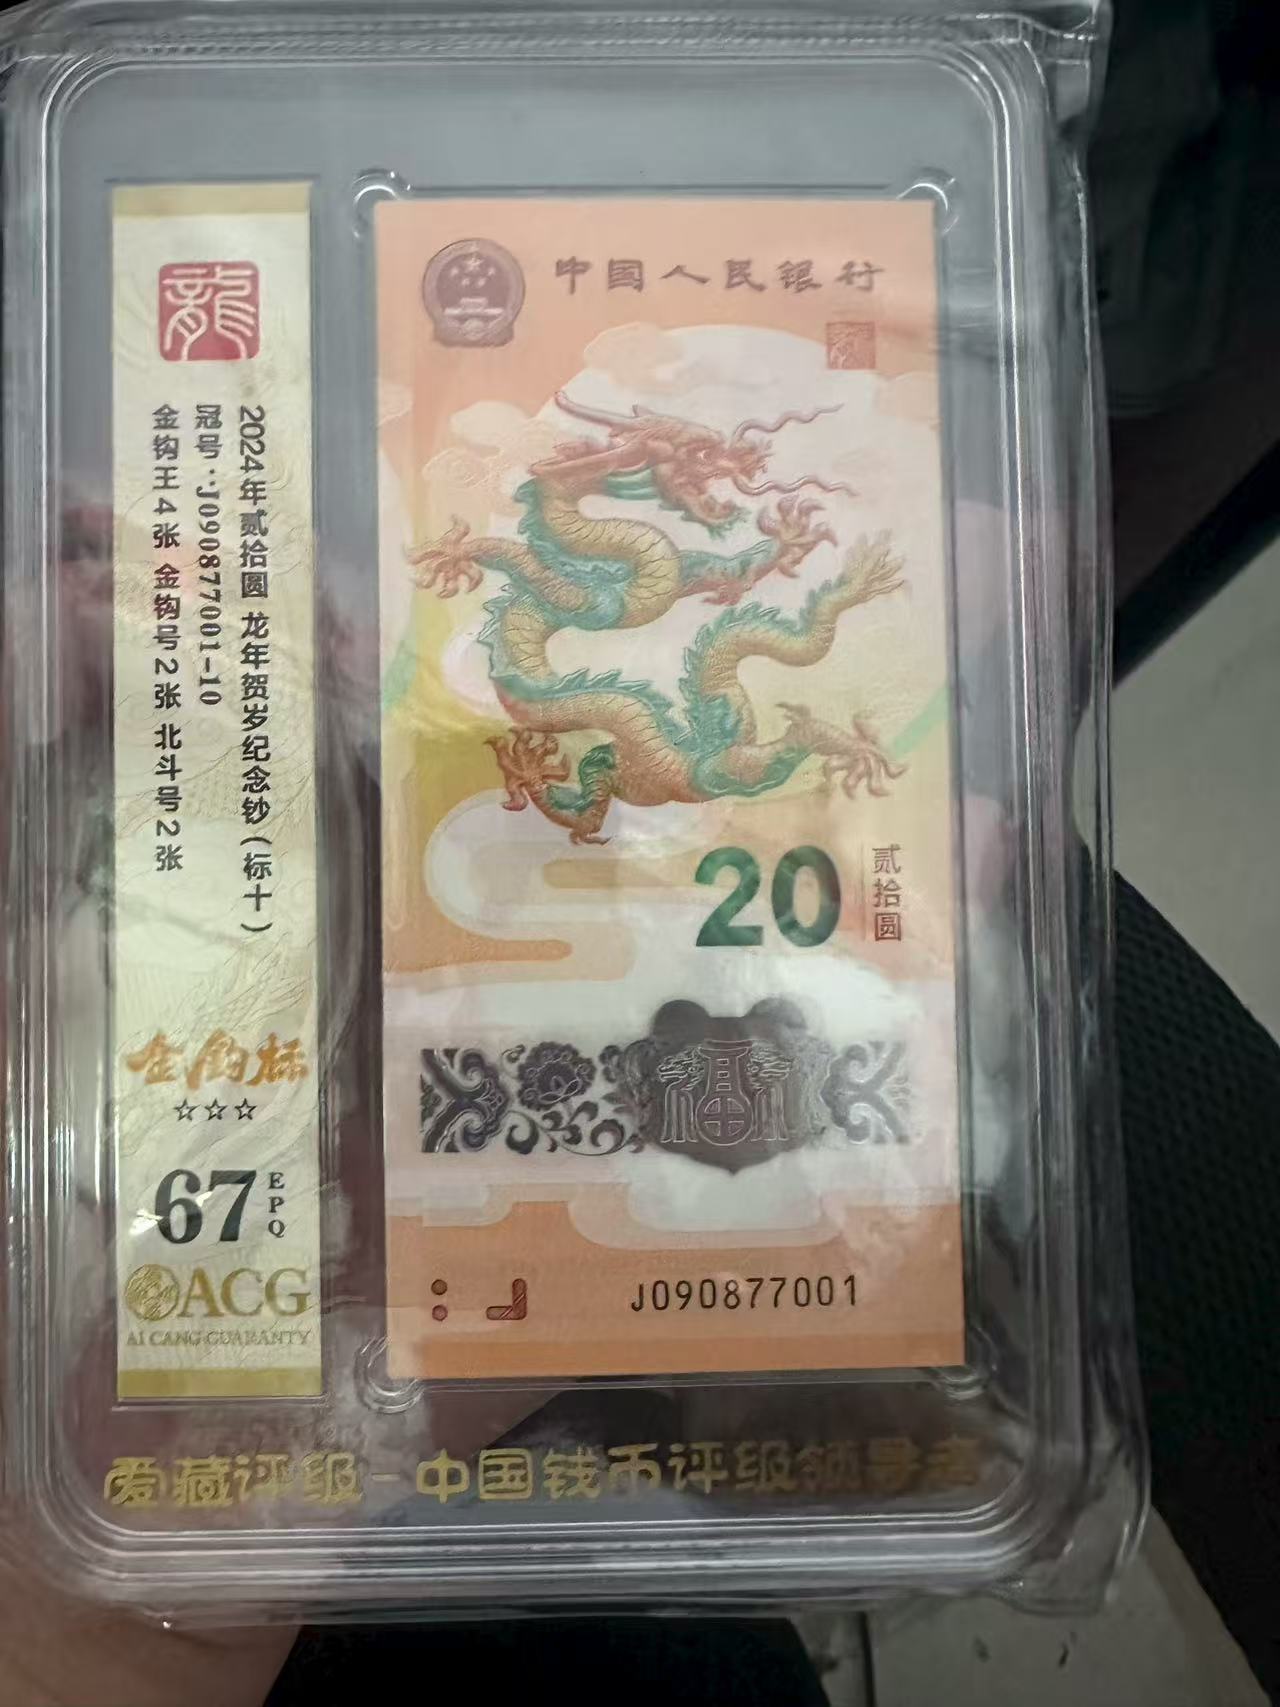 龍
2024年贰拾圆 龙年贺岁纪念钞(标十)
冠号:J090877001-10
金钩王4张 金钩号2张 北斗号2张
金钩标
☆☆☆
67
EPQ
ACG
AI CANG GUARANTY
中国人民银行
20
贰拾圆
福
J090877001
爱藏评级-中国钱币评级领导者